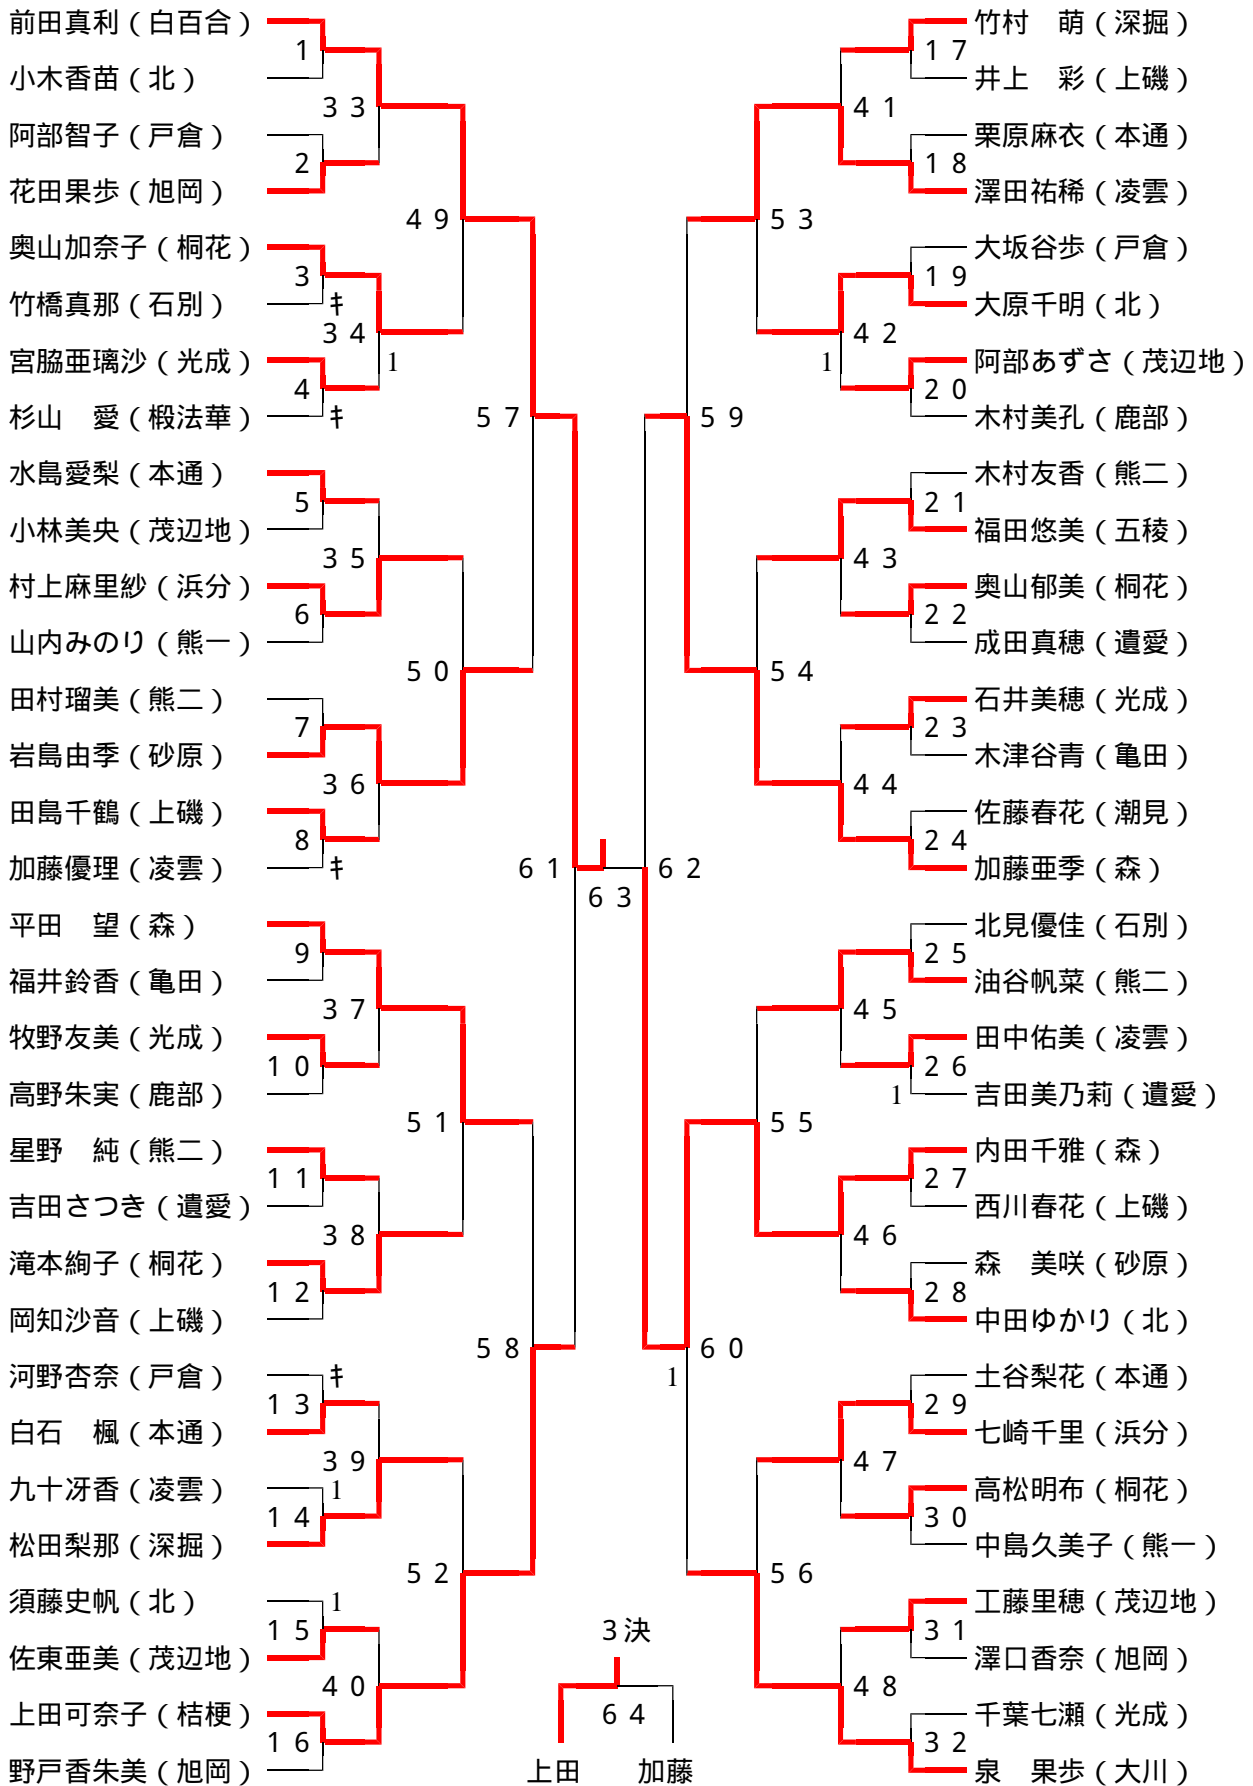 前田真利（白百合）
1
小木香苗（北）
33
阿部智子（戸倉）
2
花田果歩（旭岡）
49
奥山加奈子（桐花）
3
竹橋真那（石別）
ｷ
34
宮脇亜璃沙（光成）
1
4
杉山　愛（椴法華）
ｷ
57
水島愛梨（本通）
5
小林美央（茂辺地）
35
村上麻里紗（浜分）
6
山内みのり（熊一）
50
田村瑠美（熊二）
7
岩島由季（砂原）
36
田島千鶴（上磯）
8
加藤優理（凌雲）
ｷ
61
平田　望（森）
9
福井鈴香（亀田）
37
牧野友美（光成）
10
高野朱実（鹿部）
51
星野　純（熊二）
11
吉田さつき（遺愛）
38
滝本絢子（桐花）
12
岡知沙音（上磯）
58
河野杏奈（戸倉）
ｷ
13
白石　楓（本通）
39
九十冴香（凌雲）
1
14
松田梨那（深掘）
52
須藤史帆（北）
1
15
佐東亜美（茂辺地）
40
上田可奈子（桔梗）
16
野戸香朱美（旭岡）
63
3決
64
上田
加藤
竹村　萌（深掘）
17
井上　彩（上磯）
41
栗原麻衣（本通）
18
澤田祐稀（凌雲）
53
大坂谷歩（戸倉）
19
大原千明（北）
42
1
阿部あずさ（茂辺地）
20
木村美孔（鹿部）
59
木村友香（熊二）
21
福田悠美（五稜）
43
奥山郁美（桐花）
22
成田真穂（遺愛）
54
石井美穂（光成）
23
木津谷青（亀田）
44
佐藤春花（潮見）
24
加藤亜季（森）
62
北見優佳（石別）
25
油谷帆菜（熊二）
45
田中佑美（凌雲）
26
1
吉田美乃莉（遺愛）
55
内田千雅（森）
27
西川春花（上磯）
46
森　美咲（砂原）
28
中田ゆかり（北）
60
1
土谷梨花（本通）
29
七崎千里（浜分）
47
高松明布（桐花）
30
中島久美子（熊一）
56
工藤里穂（茂辺地）
31
澤口香奈（旭岡）
48
千葉七瀬（光成）
32
泉　果歩（大川）